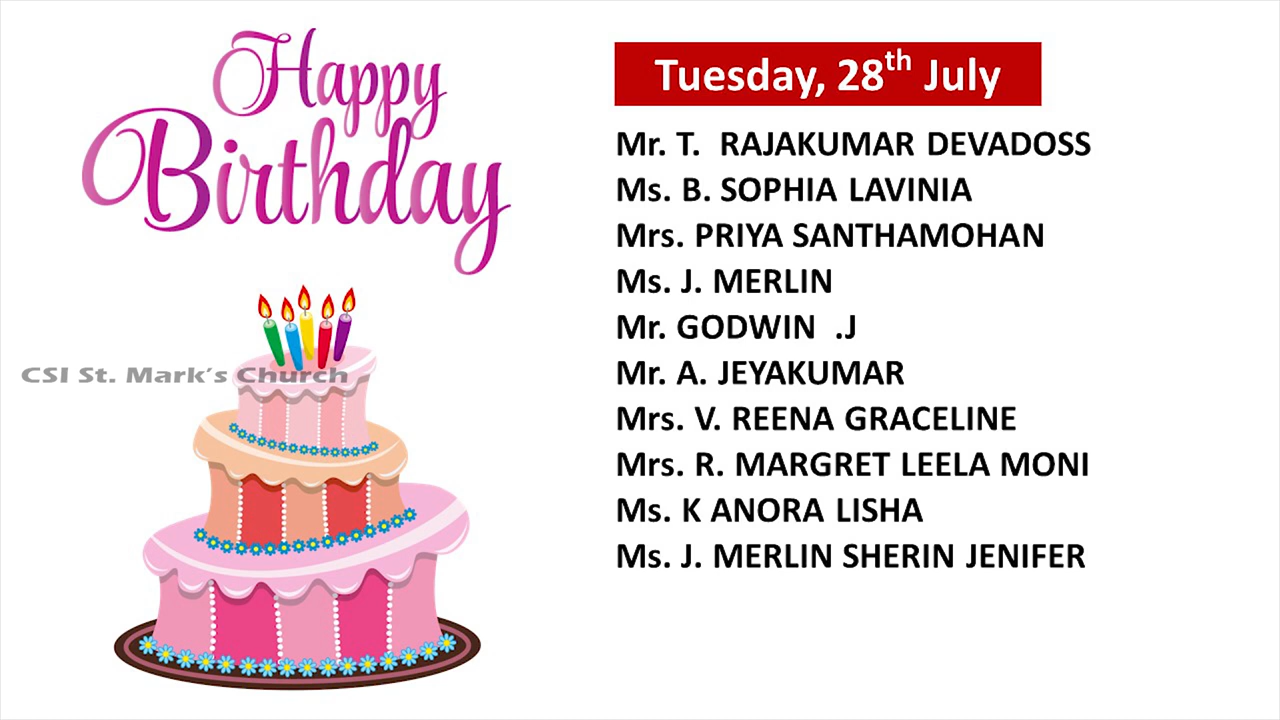 Happy
Birthday
CSI St. Mark's Church
Tuesday, 28th July
Mr. T. RAJAKUMAR DEVADOSS
Ms. B. SOPHIA LAVINIA
Mrs. PRIYA SANTHAMOHAN
Ms. J. MERLIN
Mr. GODWIN .J
Mr. A. JEYAKUMAR
Mrs. V. REENA GRACELINE
Mrs. R. MARGRET LEELA MONI
Ms. K ANORA LISHA
Ms. J. MERLIN SHERIN JENIFER